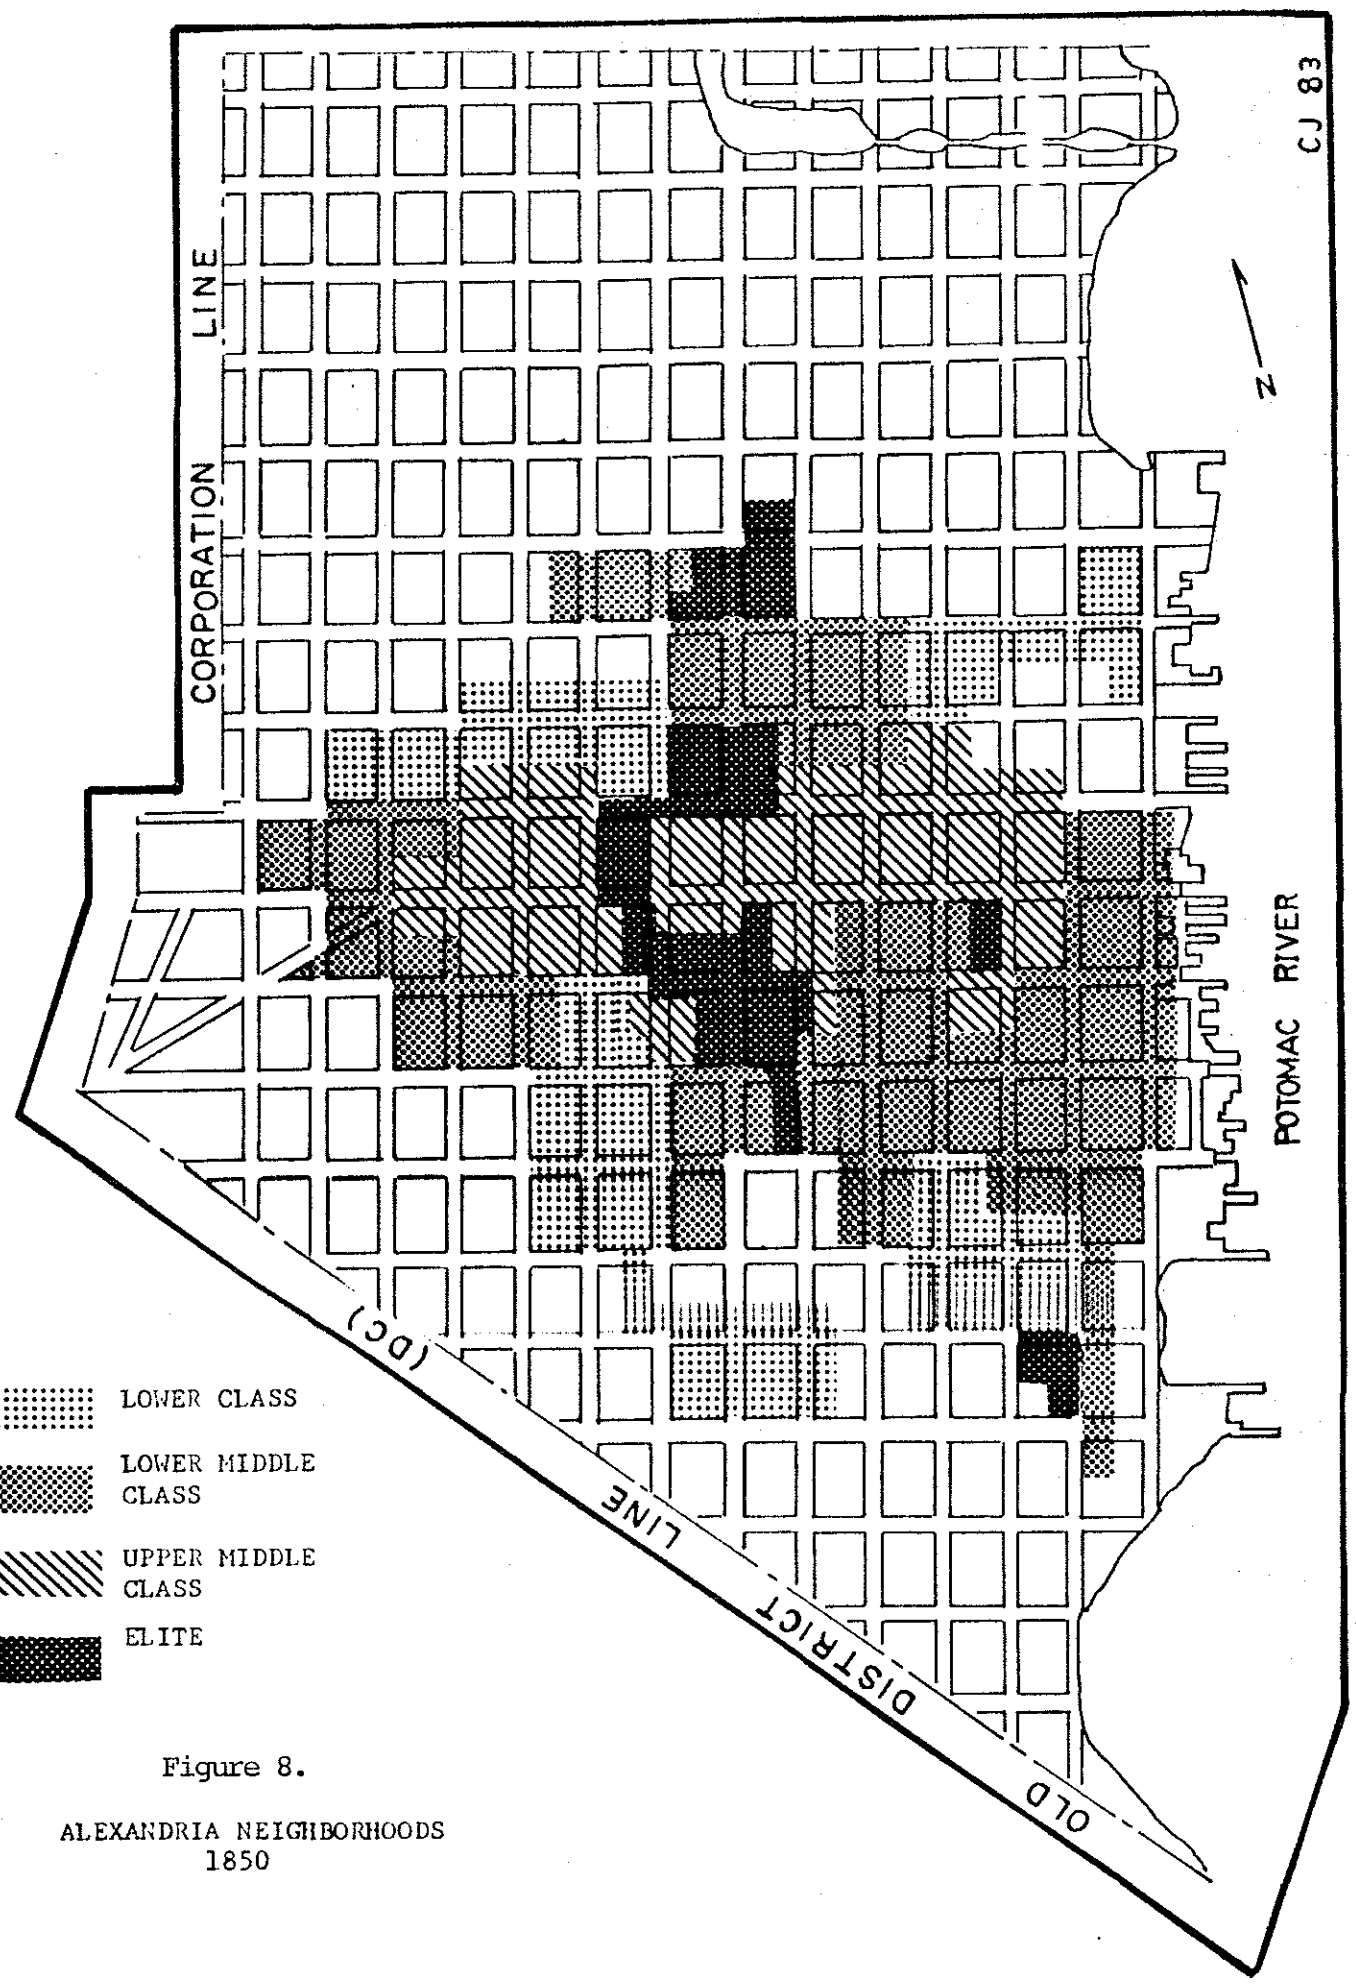 CJ 83
CORPORATION LINE
N
POTOMAC RIVER
OLD DISTRICT LINE (DC)
LOWER CLASS
LOWER MIDDLE
CLASS
UPPER MIDDLE
CLASS
ELITE
Figure 8.
ALEXANDRIA NEIGHBORHOODS
1850